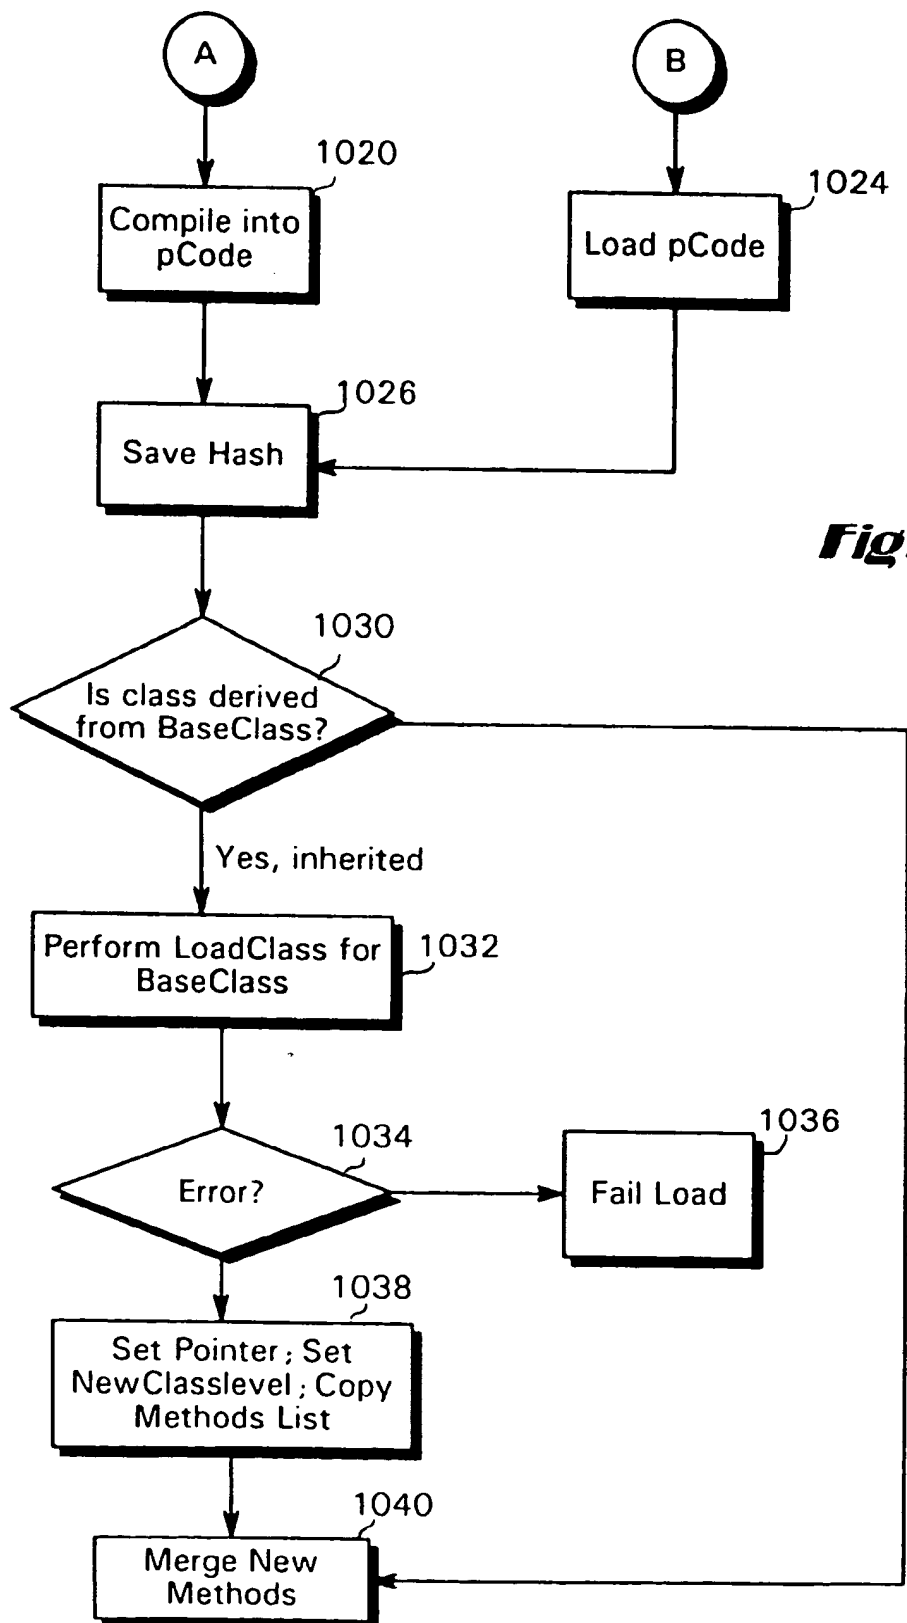 A
B
1020
Compile into
pCode
1024
Load pCode
1026
Save Hash
Fig.
1030
Is class derived
from BaseClass?
Yes, inherited
Perform LoadClass for
BaseClass
1032
1034
Error?
1036
Fail Load
1038
Set Pointer; Set
NewClasslevel; Copy
Methods List
1040
Merge New
Methods